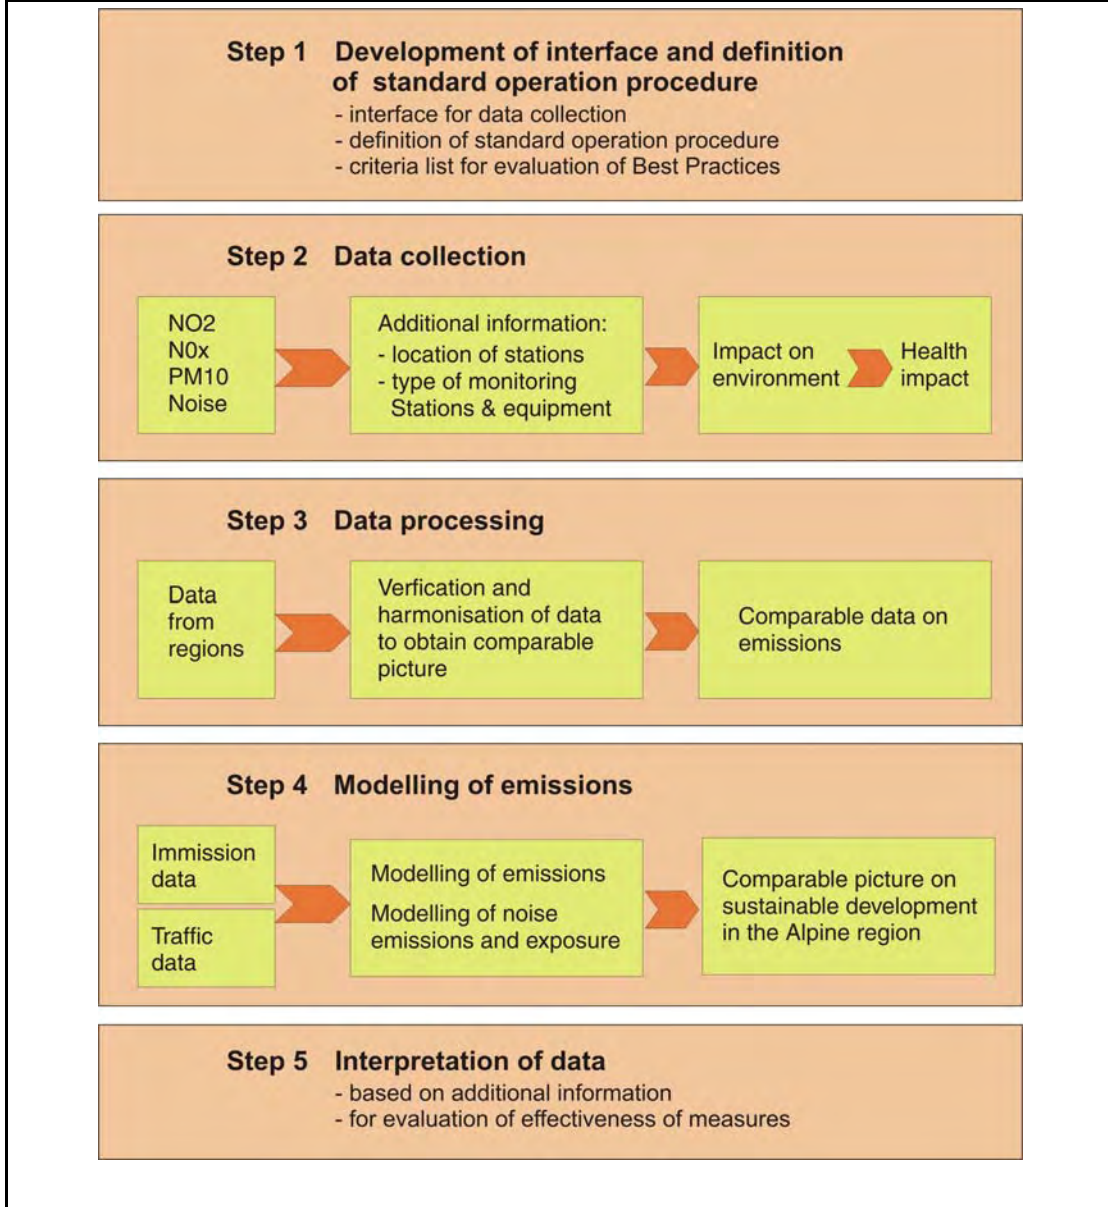 Step 1 Development of interface and definition
of standard operation procedure
- interface for data collection
- definition of standard operation procedure
- criteria list for evaluation of Best Practices
Step 2 Data collection
NO2
N0x
PM10
Noise
Additional information:
- location of stations
- type of monitoring
Stations & equipment
Impact on
environment
Health
impact
Step 3 Data processing
Data
from
regions
Verfication and
harmonisation of data
to obtain comparable
picture
Comparable data on
emissions
Step 4 Modelling of emissions
Immission
data
Traffic
data
Modelling of emissions
Modelling of noise
emissions and exposure
Comparable picture on
sustainable development
in the Alpine region
Step 5 Interpretation of data
- based on additional information
- for evaluation of effectiveness of measures